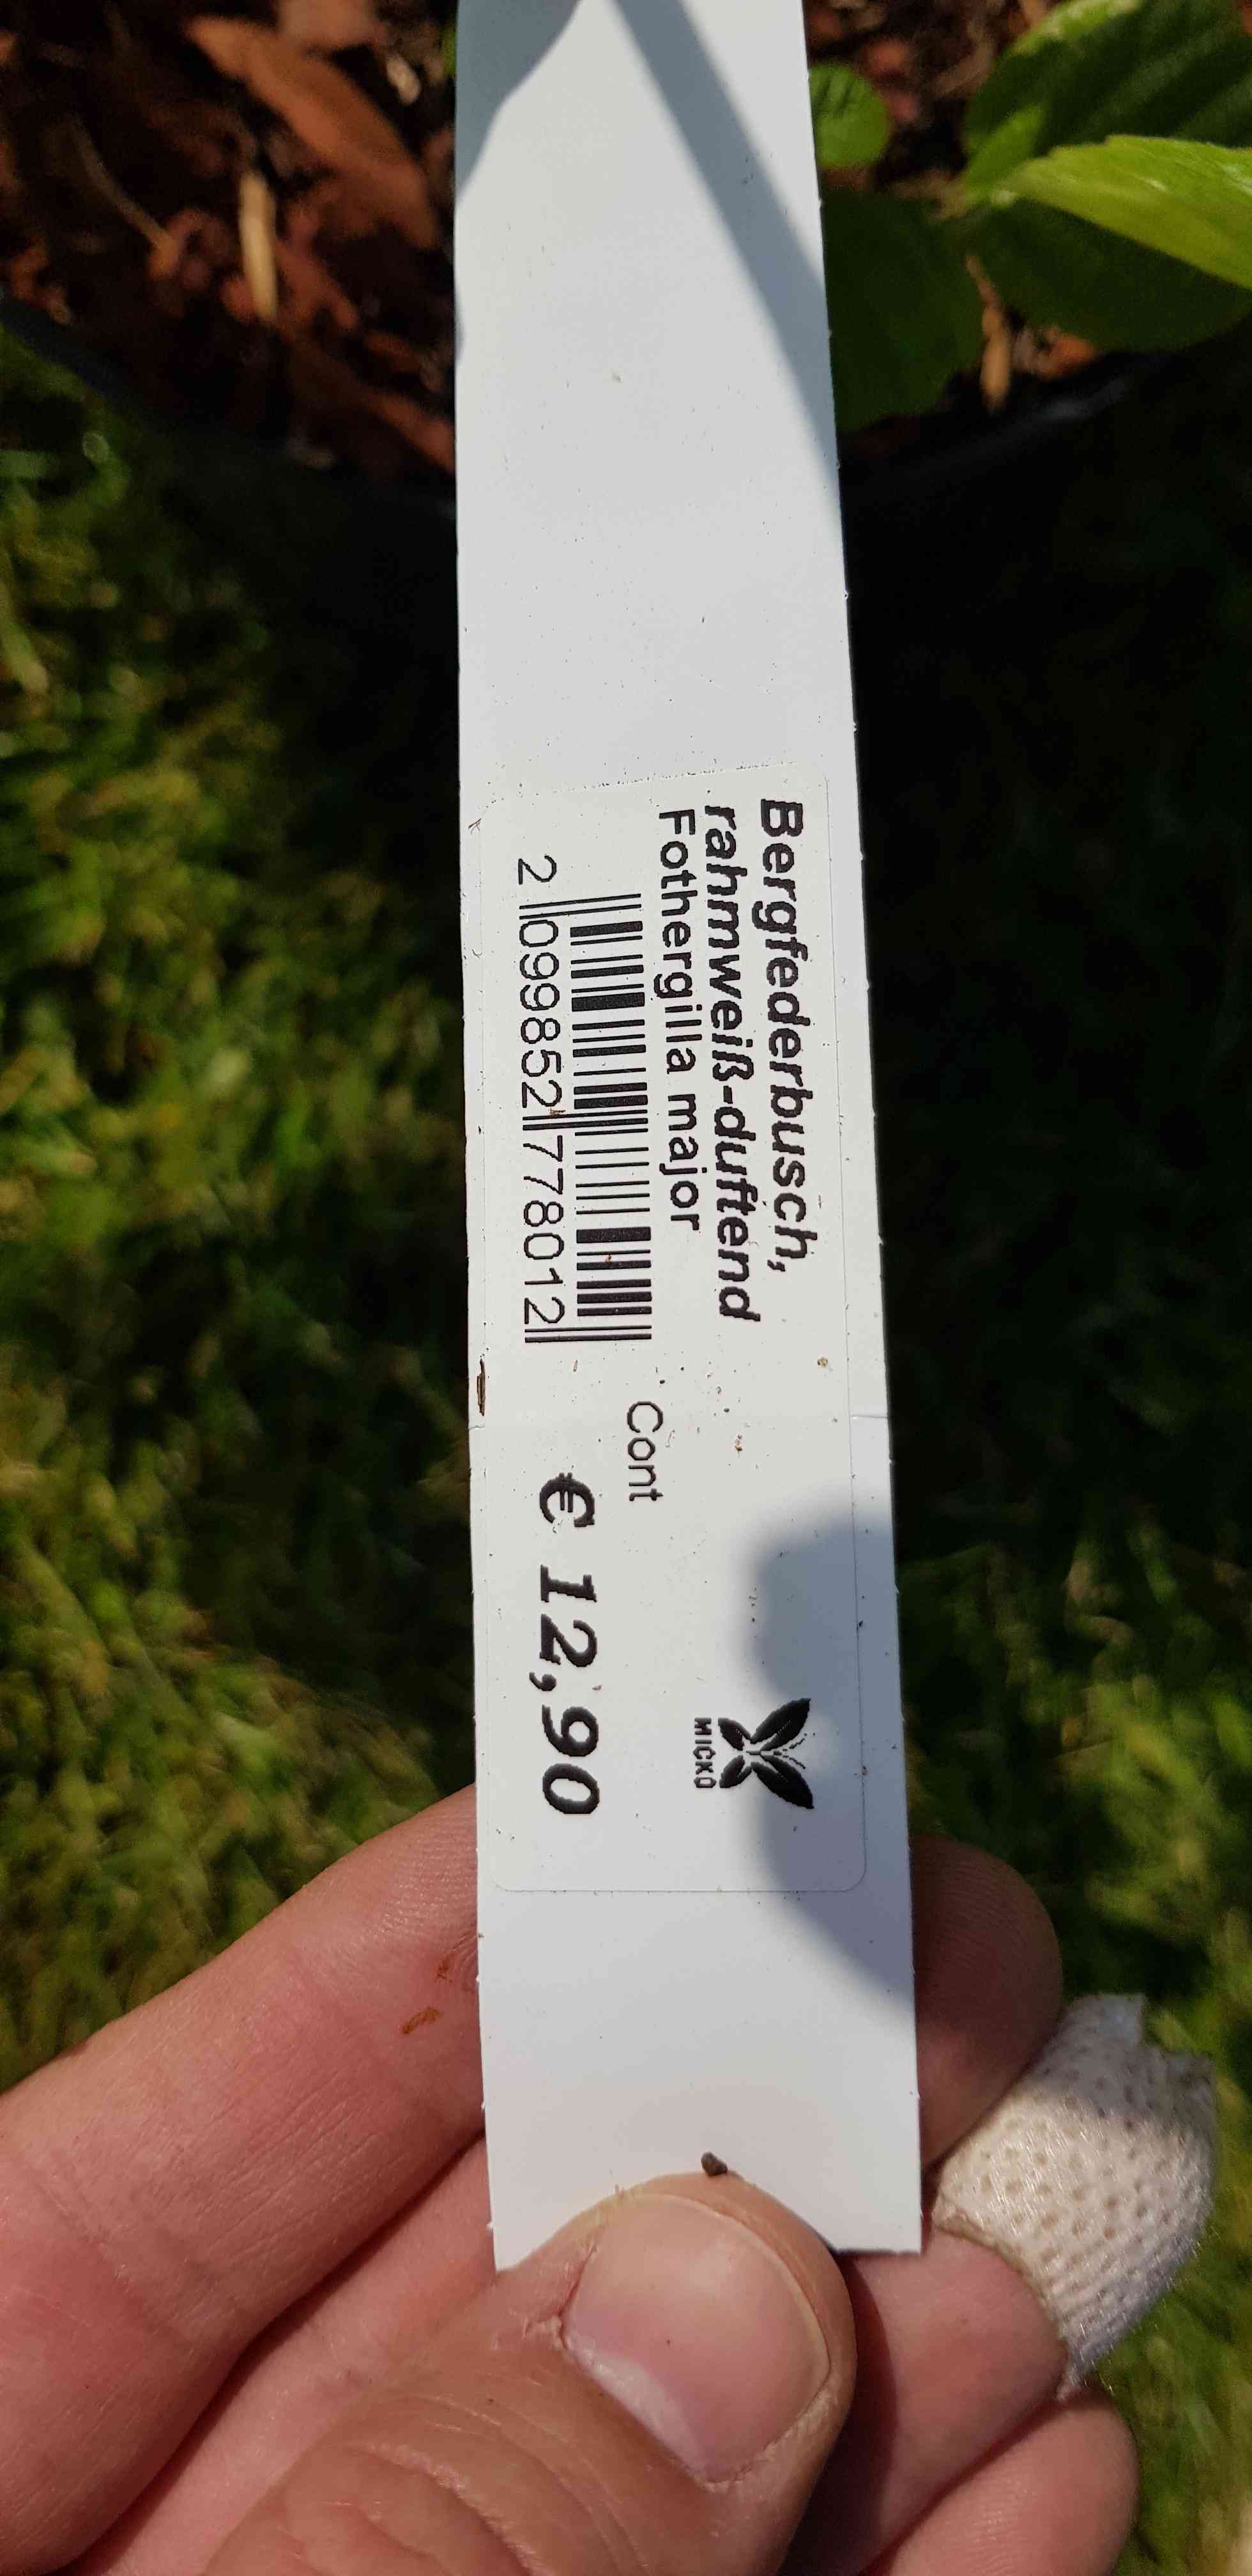 Bergfederbusch,
rahmweiß-duftend
Fothergilla major
2 099852 778012
Cont
€ 12,90
MICKO